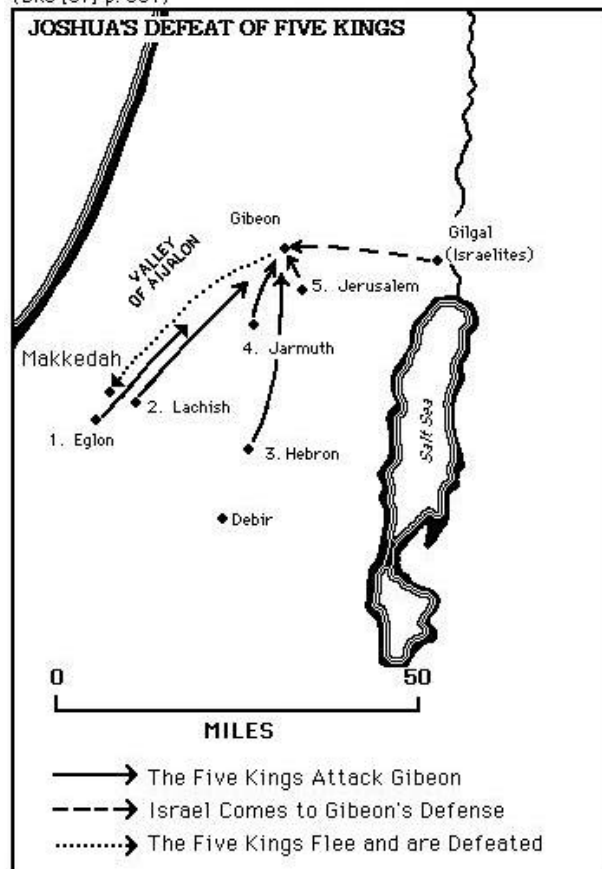 JOSHUA'S DEFEAT OF FIVE KINGS
Gibeon
Gilgal
(Israelites)
VALLEY
OF AIJALON
5. Jerusalem
4. Jarmuth
Makkedah
2. Lachish
1. Eglon
3. Hebron
Salt Sea
Debir
0 50
MILES
The Five Kings Attack Gibeon
Israel Comes to Gibeon's Defense
The Five Kings Flee and are Defeated